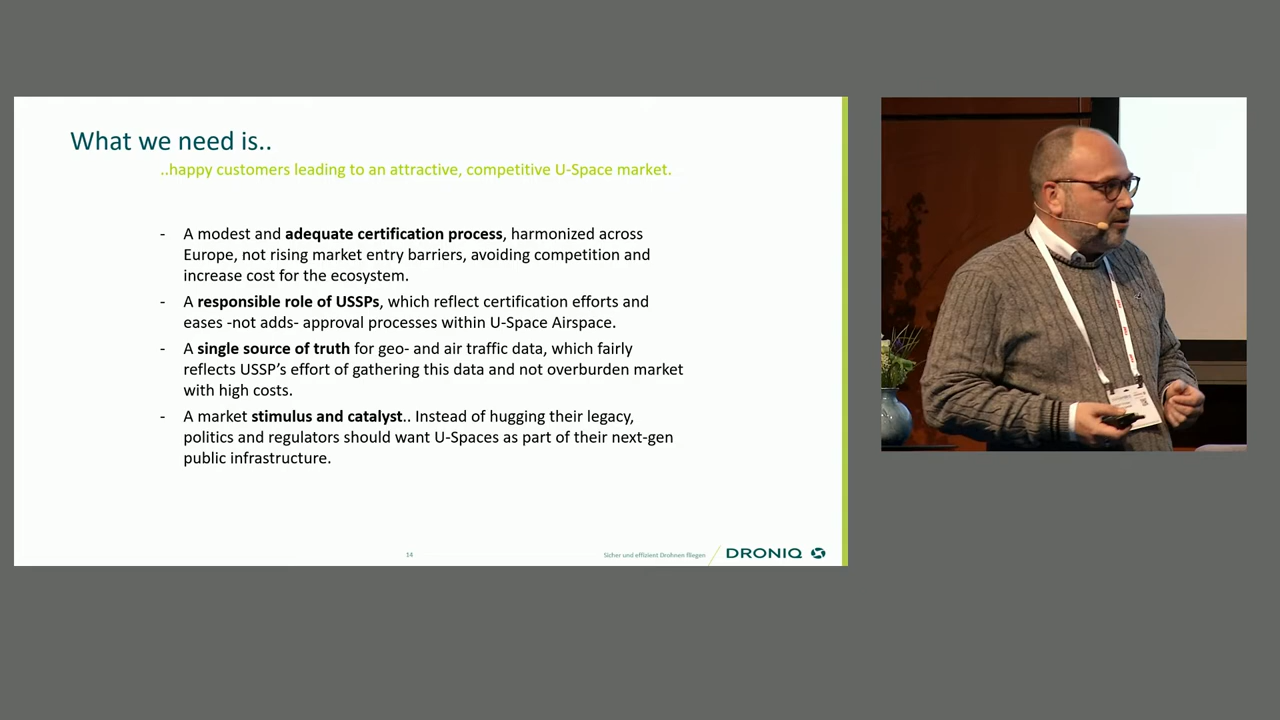 What we need is..
..happy customers leading to an attractive, competitive U-Space market.
- A modest and adequate certification process, harmonized across
Europe, not rising market entry barriers, avoiding competition and
increase cost for the ecosystem.
- A responsible role of USSPs, which reflect certification efforts and
eases -not adds- approval processes within U-Space Airspace.
- A single source of truth for geo- and air traffic data, which fairly
reflects USSP's effort of gathering this data and not overburden market
with high costs.
- A market stimulus and catalyst.. Instead of hugging their legacy,
politics and regulators should want U-Spaces as part of their next-gen
public infrastructure.
14
Sicher und effizient Drohnen fliegen
DRONIQ